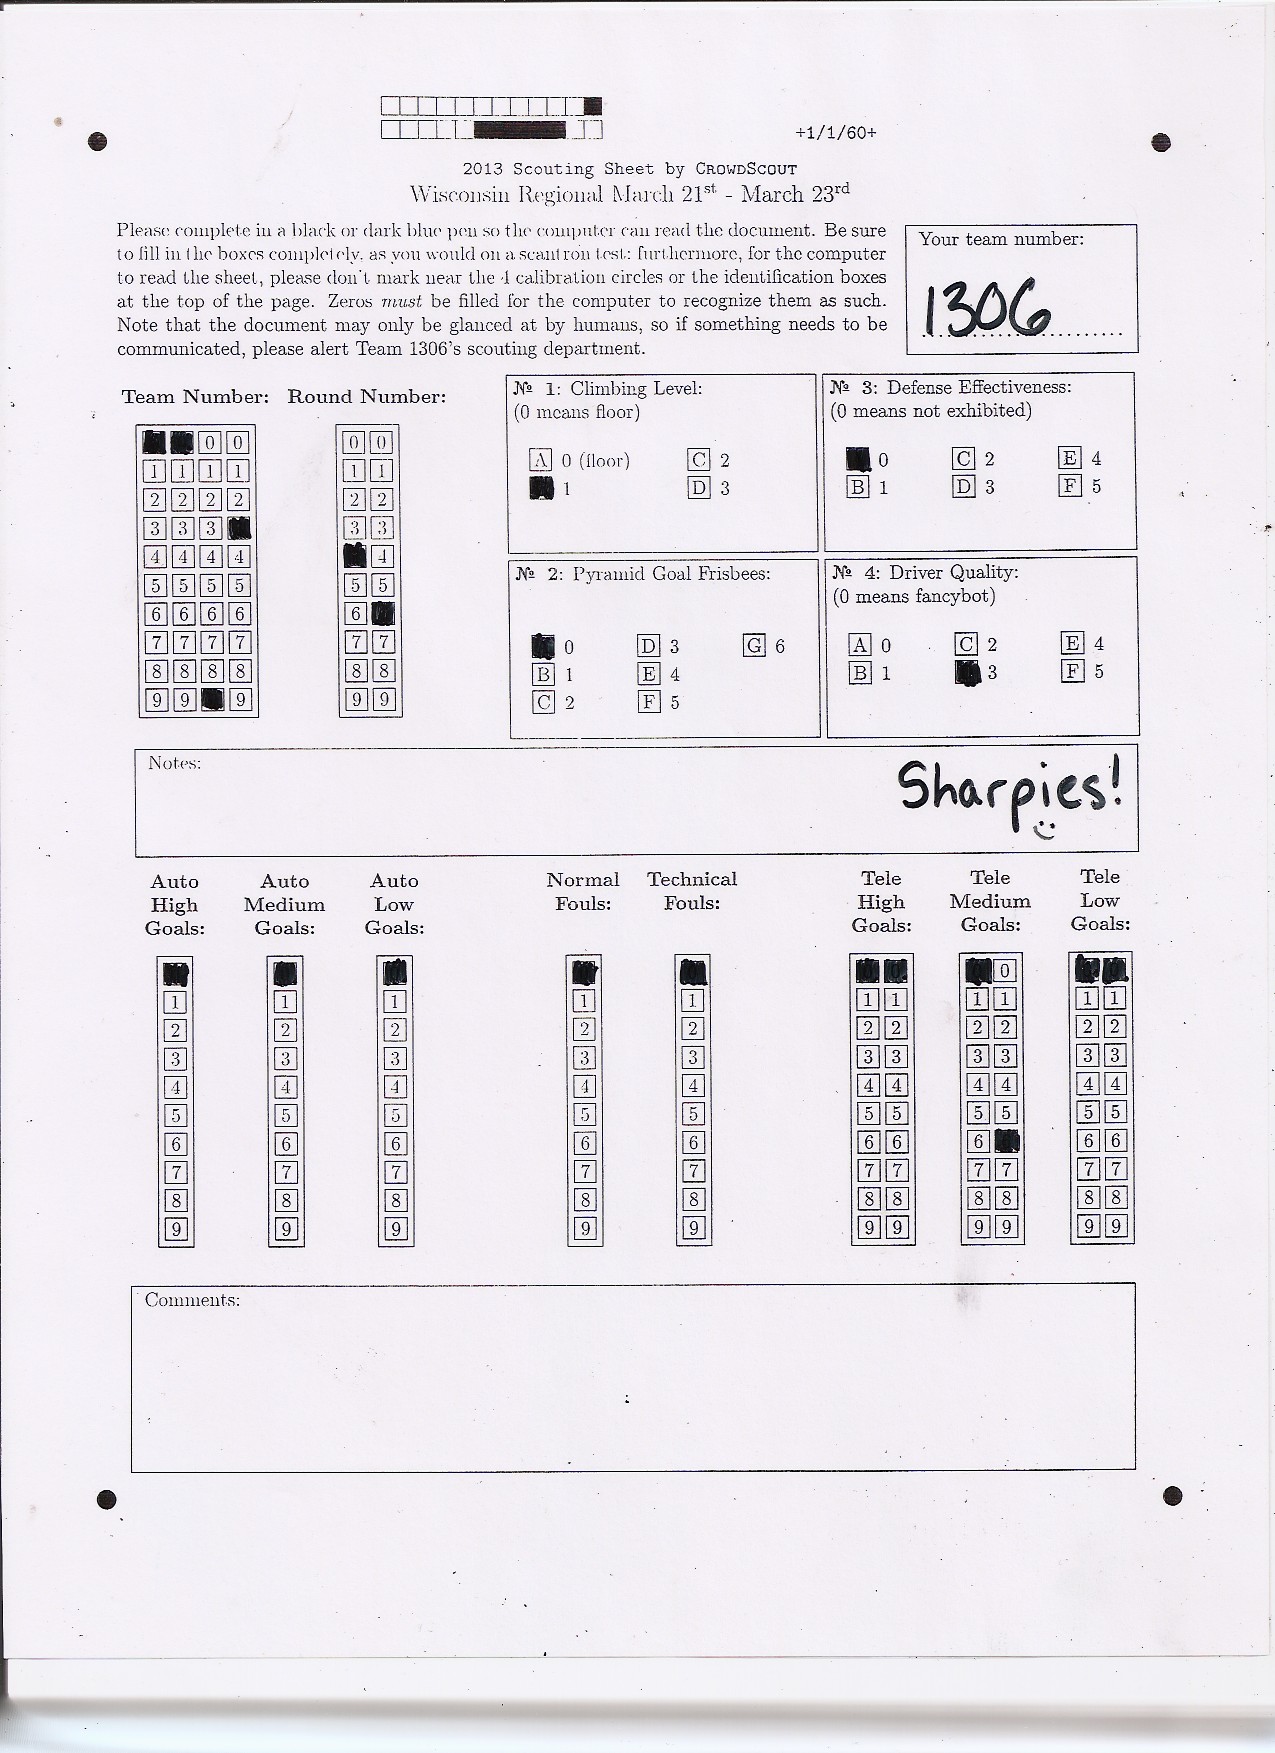 +1/1/60+
2013 Scouting Sheet by CROWDSCOUT
Wisconsin Regional March 21st - March 23rd
Please complete in a black or dark blue pen so the computer can read the document. Be sure
to fill in the boxes completely, as you would on a scantron test: furthermore, for the computer
to read the sheet, please don't mark near the 4 calibration circles or the identification boxes
at the top of the page. Zeros must be filled for the computer to recognize them as such.
Note that the document may only be glanced at by humans, so if something needs to be
communicated, please alert Team 1306's scouting department.
Your team number:
1306
Team Number: Round Number:
0 0 0 0
1 1 1 1 1 1
2 2 2 2 2 2
3 3 3 3 3
4 4 4 4 4
5 5 5 5 5 5
6 6 6 6 6
7 7 7 7 7 7
8 8 8 8 8 8
9 9 9 9 9
№ 1: Climbing Level:
(0 means floor)
A 0 (floor) C 2
1 D 3
№ 3: Defense Effectiveness:
(0 means not exhibited)
0 C 2 E 4
B 1 D 3 F 5
№ 2: Pyramid Goal Frisbees:
0 D 3 G 6
B 1 E 4
C 2 F 5
№ 4: Driver Quality:
(0 means fancybot)
A 0 C 2 E 4
B 1 3 F 5
Notes:
Sharpies!
Auto High Goals:
Auto Medium Goals:
Auto Low Goals:
Normal Fouls:
Technical Fouls:
Tele High Goals:
Tele Medium Goals:
Tele Low Goals:
0
1 1 1 1 1 1 1 1 1 1 1
2 2 2 2 2 2 2 2 2 2 2
3 3 3 3 3 3 3 3 3 3 3
4 4 4 4 4 4 4 4 4 4 4
5 5 5 5 5 5 5 5 5 5 5
6 6 6 6 6 6 6 6 6 6
7 7 7 7 7 7 7 7 7 7 7
8 8 8 8 8 8 8 8 8 8 8
9 9 9 9 9 9 9 9 9 9 9
Comments: